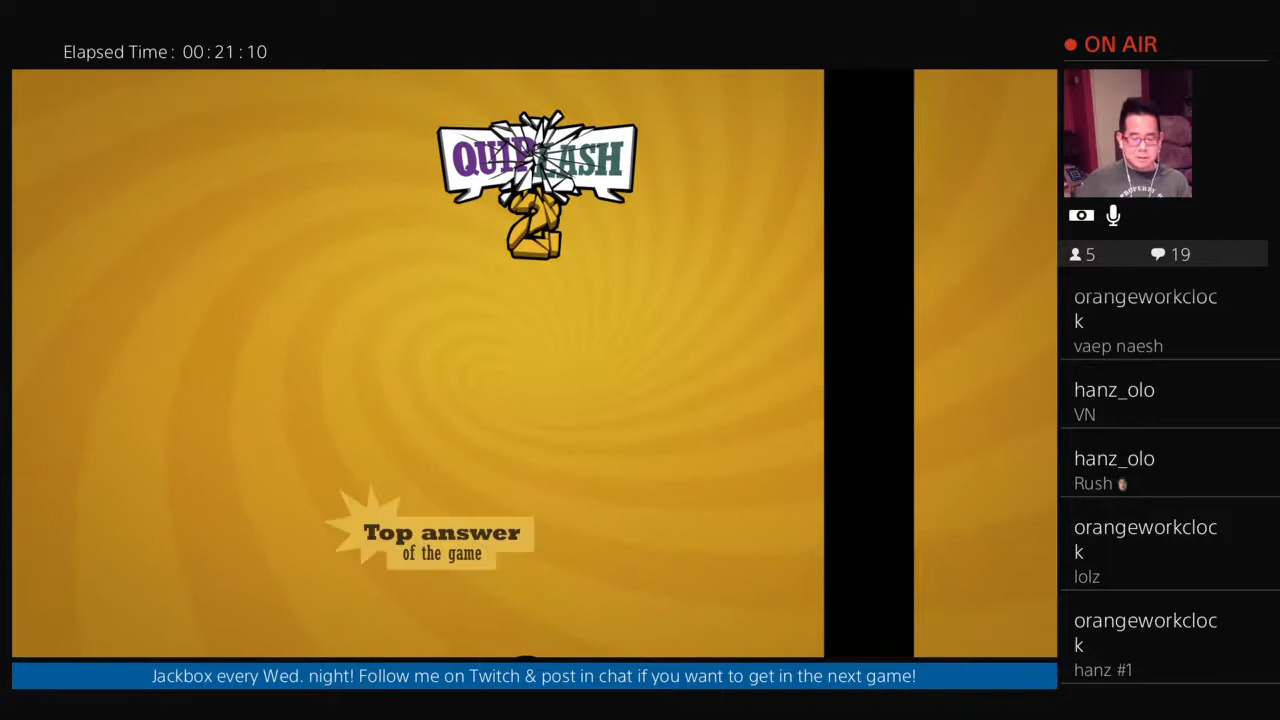 Elapsed Time: 00:21:10
ON AIR
QUIPLASH
2
Top answer
of the game
5 19
orangeworkcloc
k
vaep naesh
hanz_olo
VN
hanz_olo
Rush
orangeworkcloc
k
lolz
orangeworkcloc
k
hanz #1
Jackbox every Wed. night! Follow me on Twitch & post in chat if you want to get in the next game!